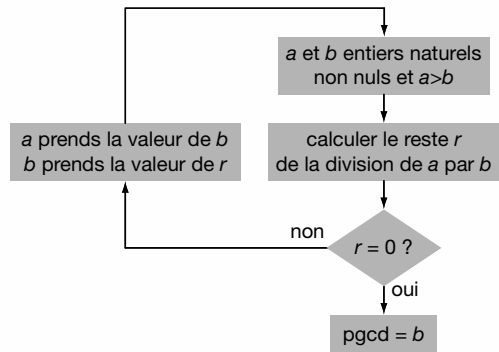 a et b entiers naturels
non nuls et a>b
calculer le reste r
de la division de a par b
a prends la valeur de b
b prends la valeur de r
non
r = 0 ?
oui
pgcd = b